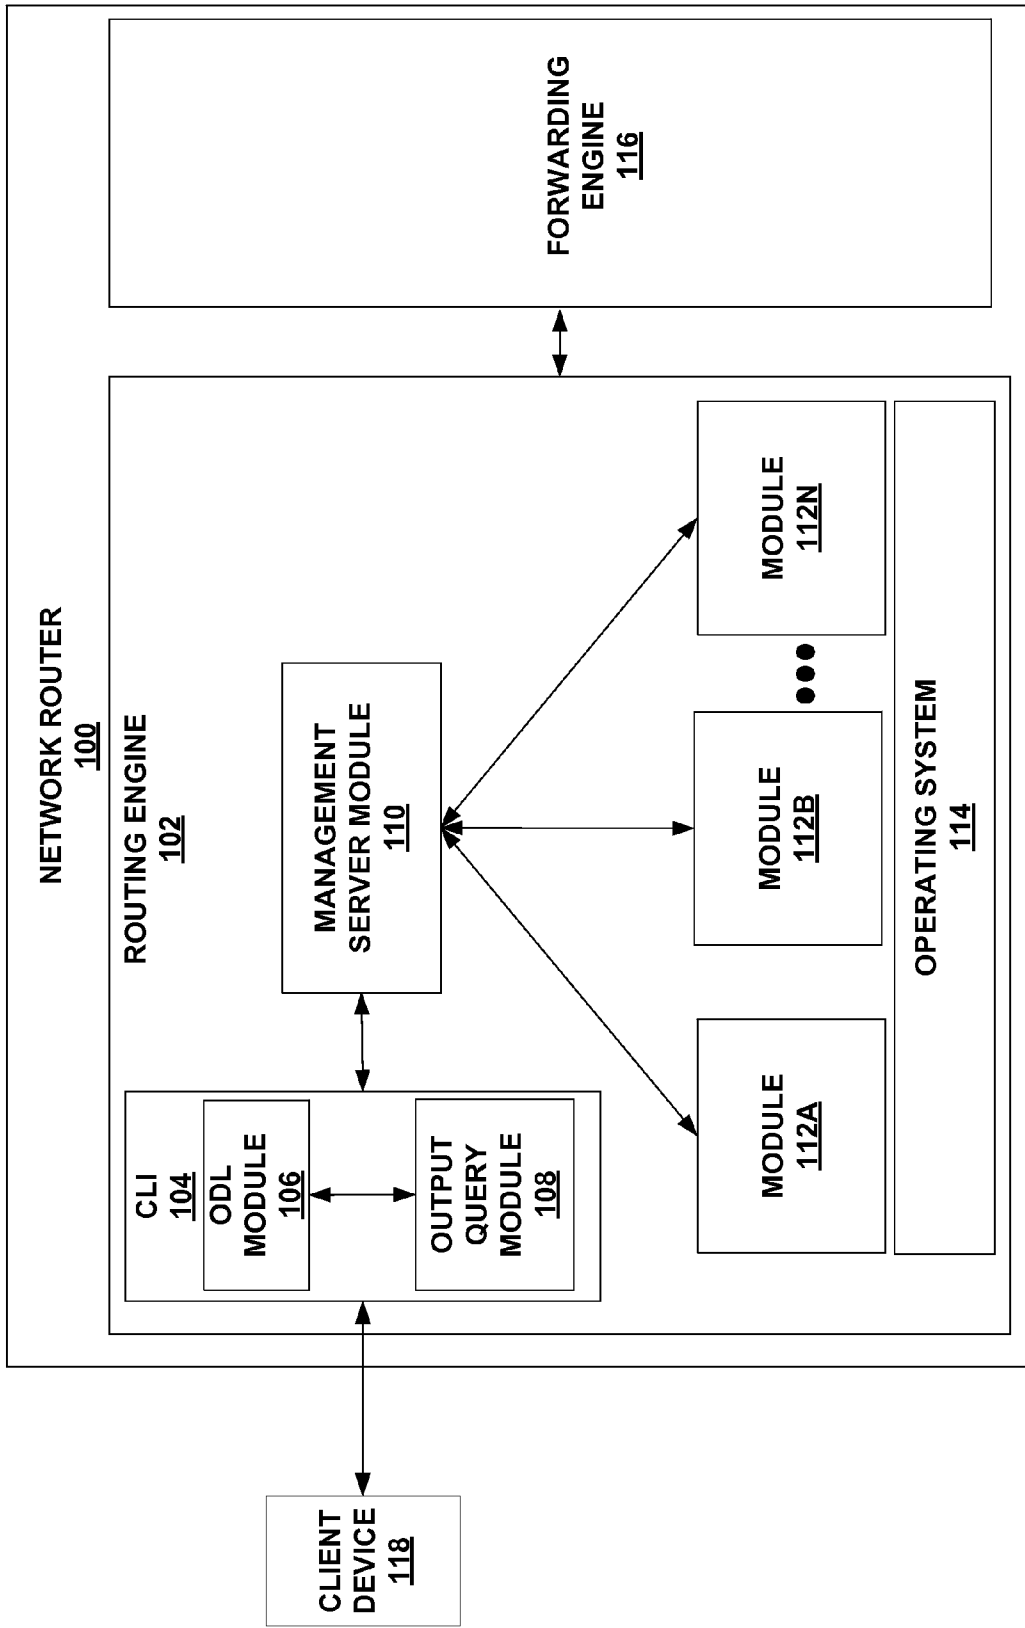 NETWORK ROUTER
100
ROUTING ENGINE
102
CLI
104
ODL
MODULE
106
OUTPUT
QUERY
MODULE
108
MANAGEMENT
SERVER MODULE
110
MODULE
112A
MODULE
112B
MODULE
112N
OPERATING SYSTEM
114
FORWARDING
ENGINE
116
CLIENT
DEVICE
118